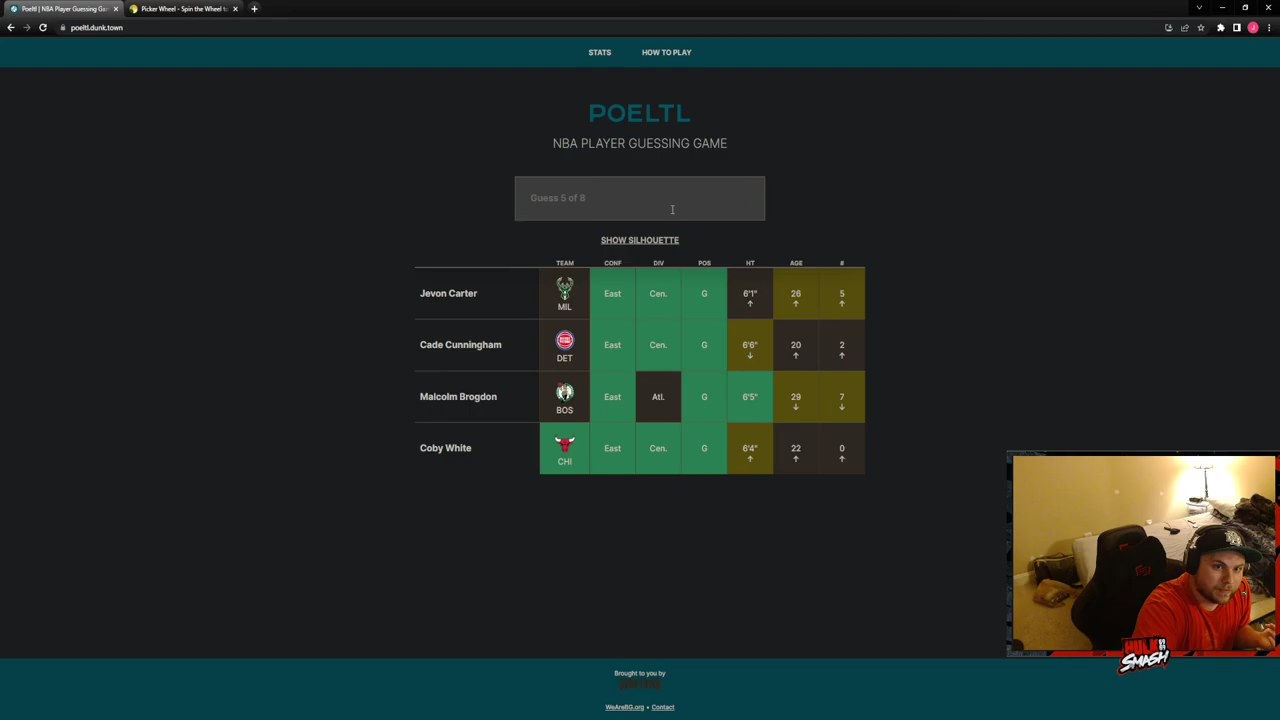 Poeltl | NBA Player Guessing Ga
Picker Wheel - Spin the Wheel to
poeltl.dunk.town
STATS
HOW TO PLAY
POELTL
NBA PLAYER GUESSING GAME
Guess 5 of 8
SHOW SILHOUETTE
TEAM CONF DIV POS HT AGE #
Jevon Carter MIL East Cen. G 6'1" ↑ 26 ↑ 5 ↑
Cade Cunningham DET East Cen. G 6'6" ↓ 20 ↑ 2 ↑
Malcolm Brogdon BOS East Atl. G 6'5" 29 ↓ 7 ↓
Coby White CHI East Cen. G 6'4" ↑ 22 ↑ 0 ↑
HULK
SMASH
Brought to you by
WeAreBG.org • Contact